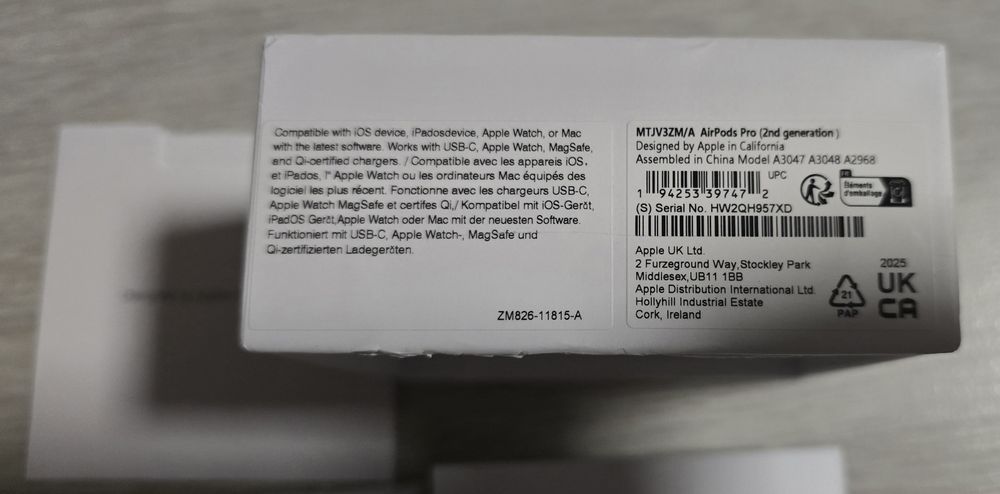 Compatible with iOS device, iPadosdevice, Apple Watch, or Mac
with the latest software. Works with USB-C, Apple Watch, MagSafe,
and Qi-certified chargers. / Compatible avec les appareils iOS,
et iPados, l" Apple Watch ou les ordinateurs Mac équipés des
logiciel les plus récent. Fonctionne avec les chargeurs USB-C,
Apple Watch MagSafe et certifes Qi,/ Kompatibel mit iOS-Gerät,
iPadOS Gerät,Apple Watch oder Mac mit der neuesten Software.
Funktioniert mit USB-C, Apple Watch-, MagSafe und
Qi-zertifizierten Ladegeräten.
ZM826-11815-A
MTJV3ZM/A AirPods Pro (2nd generation)
Designed by Apple in California
Assembled in China Model A3047 A3048 A2968
UPC
1 94253 39747 2
FR
Éléments
d'emballage
(S) Serial No. HW2QH957XD
Apple UK Ltd.
2 Furzeground Way,Stockley Park
Middlesex,UB11 1BB
Apple Distribution International Ltd
Hollyhill Industrial Estate
Cork, Ireland
21
PAP
2025
UK
CA